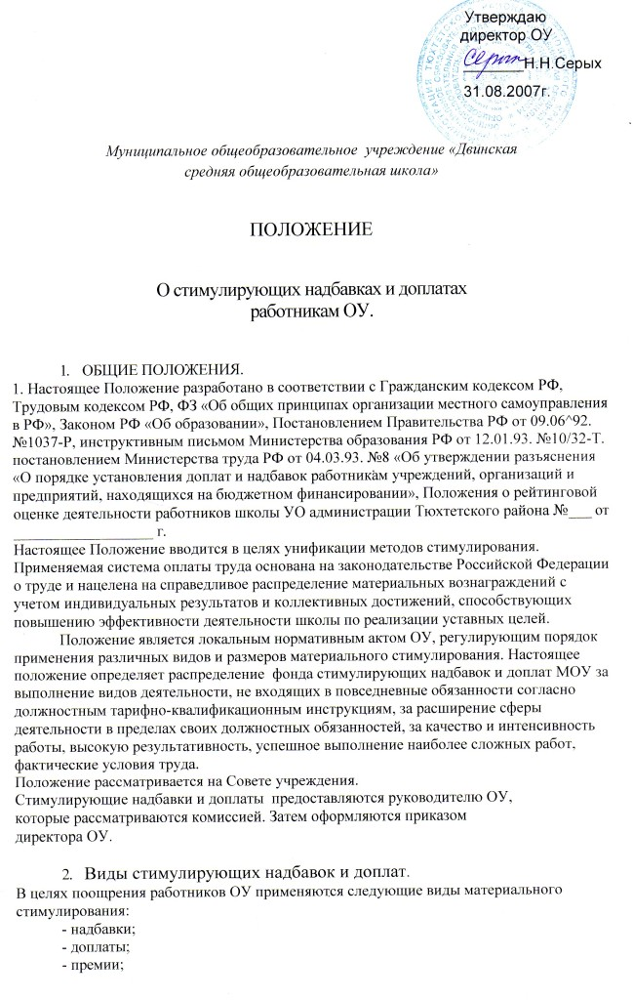 Утверждаю
директор ОУ
Н.Н.Серых
31.08.2007г.
Муниципальное общеобразовательное учреждение «Двинская
средняя общеобразовательная школа»
ПОЛОЖЕНИЕ
О стимулирующих надбавках и доплатах
работникам ОУ.
1. ОБЩИЕ ПОЛОЖЕНИЯ.
1. Настоящее Положение разработано в соответствии с Гражданским кодексом РФ,
Трудовым кодексом РФ, ФЗ «Об общих принципах организации местного самоуправления
в РФ», Законом РФ «Об образовании», Постановлением Правительства РФ от 09.06^92.
№1037-Р, инструктивным письмом Министерства образования РФ от 12.01.93. №10/32-Т.
постановлением Министерства труда РФ от 04.03.93. №8 «Об утверждении разъяснения
«О порядке установления доплат и надбавок работникам учреждений, организаций и
предприятий, находящихся на бюджетном финансировании», Положения о рейтинговой
оценке деятельности работников школы УО администрации Тюхтетского района №___ от
___________________ г.
Настоящее Положение вводится в целях унификации методов стимулирования.
Применяемая система оплаты труда основана на законодательстве Российской Федерации
о труде и нацелена на справедливое распределение материальных вознаграждений с
учетом индивидуальных результатов и коллективных достижений, способствующих
повышению эффективности деятельности школы по реализации уставных целей.
Положение является локальным нормативным актом ОУ, регулирующим порядок
применения различных видов и размеров материального стимулирования. Настоящее
положение определяет распределение фонда стимулирующих надбавок и доплат МОУ за
выполнение видов деятельности, не входящих в повседневные обязанности согласно
должностным тарифно-квалификационным инструкциям, за расширение сферы
деятельности в пределах своих должностных обязанностей, за качество и интенсивность
работы, высокую результативность, успешное выполнение наиболее сложных работ,
фактические условия труда.
Положение рассматривается на Совете учреждения.
Стимулирующие надбавки и доплаты предоставляются руководителю ОУ,
которые рассматриваются комиссией. Затем оформляются приказом
директора ОУ.
2. Виды стимулирующих надбавок и доплат.
В целях поощрения работников ОУ применяются следующие виды материального
стимулирования:
- надбавки;
- доплаты;
- премии;